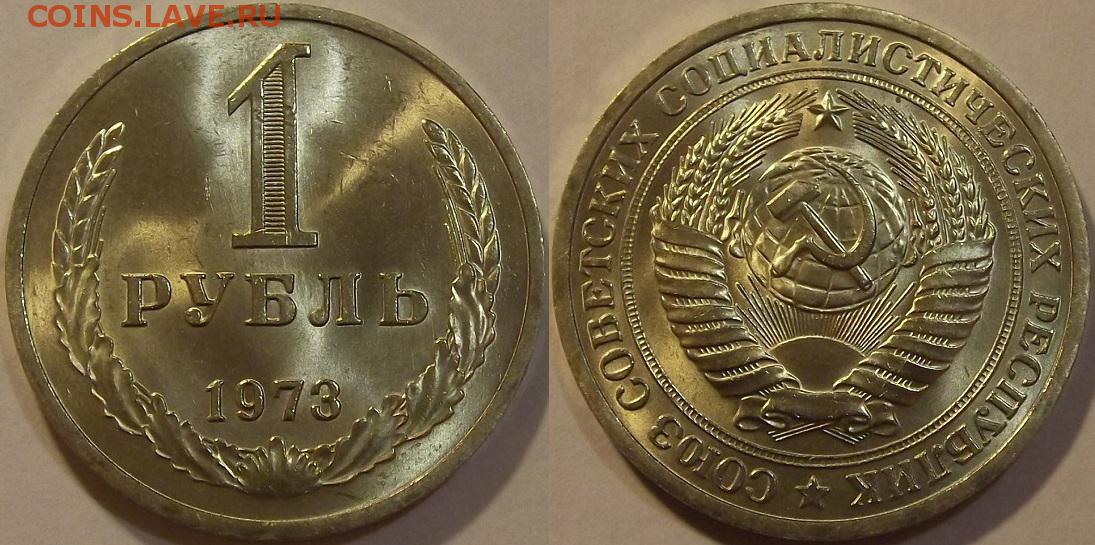 COINS.LAVE.RU
1
РУБЛЬ
1973
СОЮЗ СОВЕТСКИХ СОЦИАЛИСТИЧЕСКИХ РЕСПУБЛИК